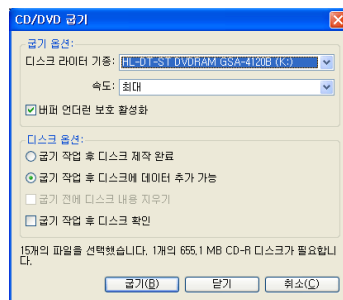 CD/DVD 굽기
굽기 옵션:
디스크 라이터 기종: HL-DT-ST DVDRAM GSA-4120B (K:)
속도: 최대
버퍼 언더런 보호 활성화
디스크 옵션:
굽기 작업 후 디스크 제작 완료
굽기 작업 후 디스크에 데이터 추가 가능
굽기 전에 디스크 내용 지우기
굽기 작업 후 디스크 확인
15개의 파일을 선택했습니다. 1개의 655,1 MB CD-R 디스크가 필요합니
다.
굽기(B) 닫기 취소(C)